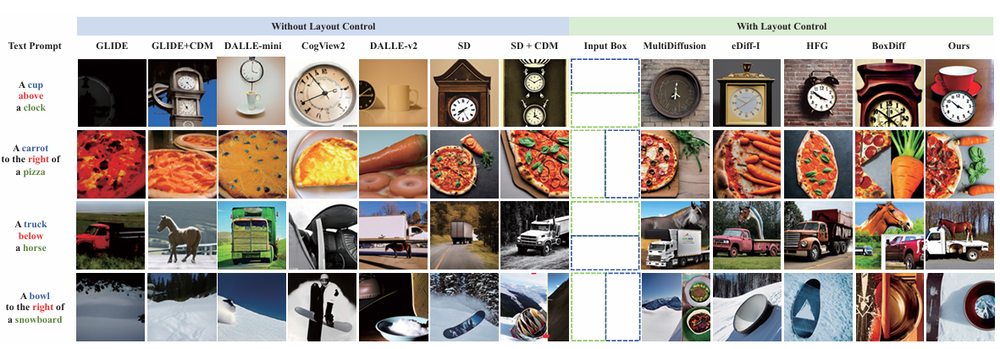 Without Layout Control
With Layout Control
Text Prompt
GLIDE
GLIDE+CDM
DALLE-mini
CogView2
DALLE-v2
SD
SD + CDM
Input Box
MultiDiffusion
eDiff-I
HFG
BoxDiff
Ours
A cup
above
a clock
A carrot
to the right of
a pizza
A truck
below
a horse
A bowl
to the right of
a snowboard